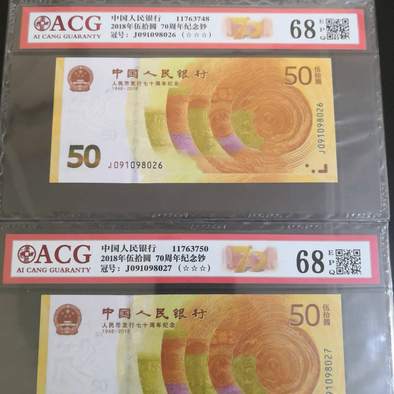 ACG
AI CANG GUARANTY
中国人民银行 11763748
2018年伍拾圆 70周年纪念钞
冠号: J091098026 (☆☆☆)
68
EPQ
中国人民银行
人民币发行七十周年纪念
1948-2018
50
伍拾圆
50
J091098026
ACG
AI CANG GUARANTY
中国人民银行 11763750
2018年伍拾圆 70周年纪念钞
冠号: J091098027 (☆☆☆)
68
EPQ
中国人民银行
人民币发行七十周年纪念
1948-2018
50
伍拾圆
098027